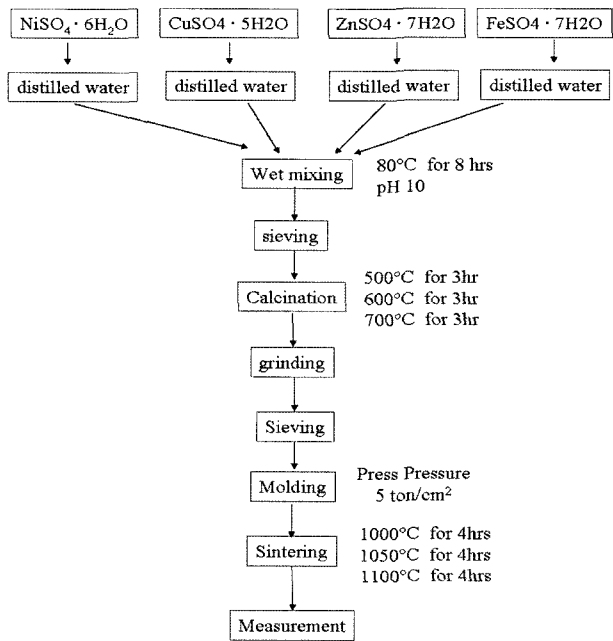 NiSO₄ · 6H₂O
CuSO4 · 5H2O
ZnSO4 · 7H2O
FeSO4 · 7H2O
distilled water
distilled water
distilled water
distilled water
Wet mixing
80°C for 8 hrs
pH 10
sieving
Calcination
500°C for 3hr
600°C for 3hr
700°C for 3hr
grinding
Sieving
Molding
Press Pressure
5 ton/cm²
Sintering
1000°C for 4hrs
1050°C for 4hrs
1100°C for 4hrs
Measurement